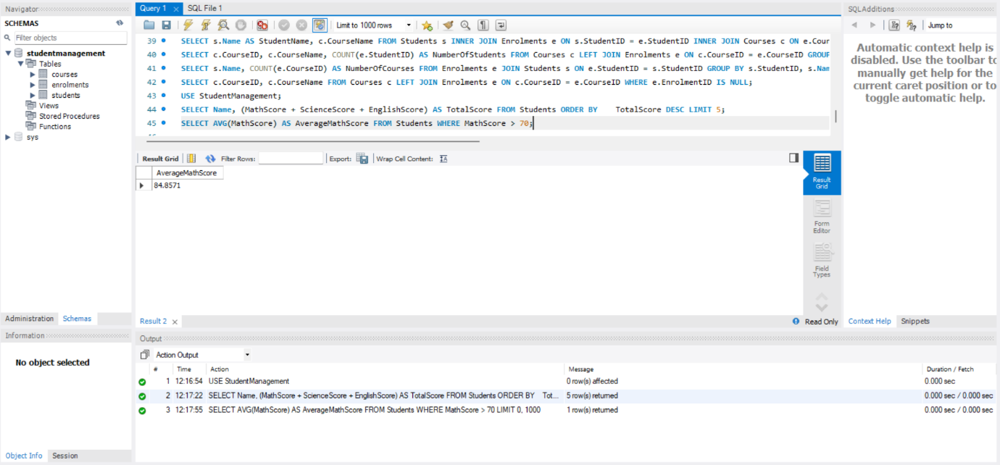 Navigator
SCHEMAS
Filter objects
studentmanagement
Tables
courses
enrolments
students
Views
Stored Procedures
Functions
sys
Administration Schemas
Information
No object selected
Object Info Session
Query 1 SQL File 1
Limit to 1000 rows
39 SELECT s.Name AS StudentName, c.CourseName FROM Students s INNER JOIN Enrolments e ON s.StudentID = e.StudentID INNER JOIN Courses c ON e.Cour
40 SELECT c.CourseID, c.CourseName, COUNT(e.StudentID) AS NumberOfStudents FROM Courses c LEFT JOIN Enrolments e ON c.CourseID = e.CourseID GROUP
41 SELECT s.Name, COUNT(e.CourseID) AS NumberOfCourses FROM Enrolments e JOIN Students s ON e.StudentID = s.StudentID GROUP BY s.StudentID, s.Nam
42 SELECT c.CourseID, c.CourseName FROM Courses c LEFT JOIN Enrolments e ON c.CourseID = e.CourseID WHERE e.EnrolmentID IS NULL;
43 USE StudentManagement;
44 SELECT Name, (MathScore + ScienceScore + EnglishScore) AS TotalScore FROM Students ORDER BY    TotalScore DESC LIMIT 5;
45 SELECT AVG(MathScore) AS AverageMathScore FROM Students WHERE MathScore > 70;
Result Grid Filter Rows: Export: Wrap Cell Content:
AverageMathScore
84.8571
Result Grid
Form Editor
Field Types
Result 2 Read Only
SQLAdditions
Jump to
Automatic context help is
disabled. Use the toolbar to
manually get help for the
current caret position or to
toggle automatic help.
Context Help Snippets
Output
Action Output
# Time Action Message Duration / Fetch
1 12:16:54 USE StudentManagement 0 row(s) affected 0.000 sec
2 12:17:22 SELECT Name, (MathScore + ScienceScore + EnglishScore) AS TotalScore FROM Students ORDER BY    Tot... 5 row(s) returned 0.000 sec / 0.000 sec
3 12:17:55 SELECT AVG(MathScore) AS AverageMathScore FROM Students WHERE MathScore > 70 LIMIT 0, 1000 1 row(s) returned 0.000 sec / 0.000 sec